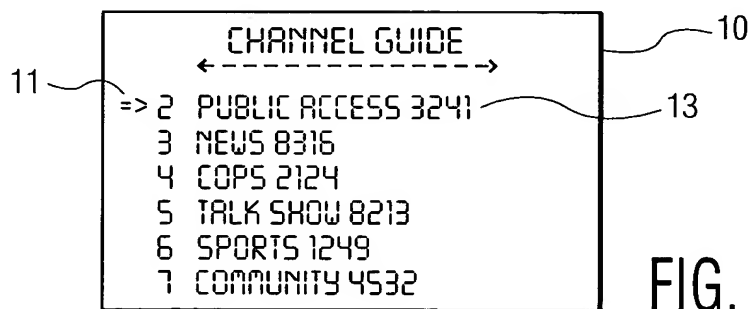 CHANNEL GUIDE
10
11
=> 2 PUBLIC ACCESS 3241
13
3 NEWS 8316
4 COPS 2124
5 TALK SHOW 8213
6 SPORTS 1249
7 COMMUNITY 4532
FIG.